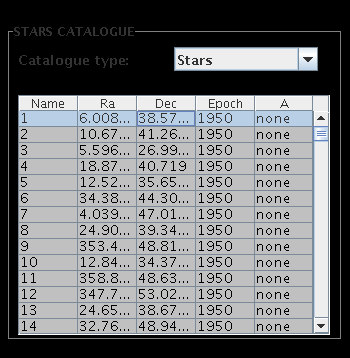 STARS CATALOGUE
Catalogue type: Stars
Name Ra Dec Epoch A
1 6.008... 38.57... 1950 none
2 10.67... 41.26... 1950 none
3 5.596... 26.99... 1950 none
4 18.87... 40.719 1950 none
5 12.52... 35.65... 1950 none
6 34.38... 44.30... 1950 none
7 4.039... 47.01... 1950 none
8 24.90... 39.34... 1950 none
9 353.4... 48.81... 1950 none
10 12.84... 34.37... 1950 none
11 358.8... 48.63... 1950 none
12 347.7... 53.02... 1950 none
13 24.65... 38.67... 1950 none
14 32.76... 48.94... 1950 none